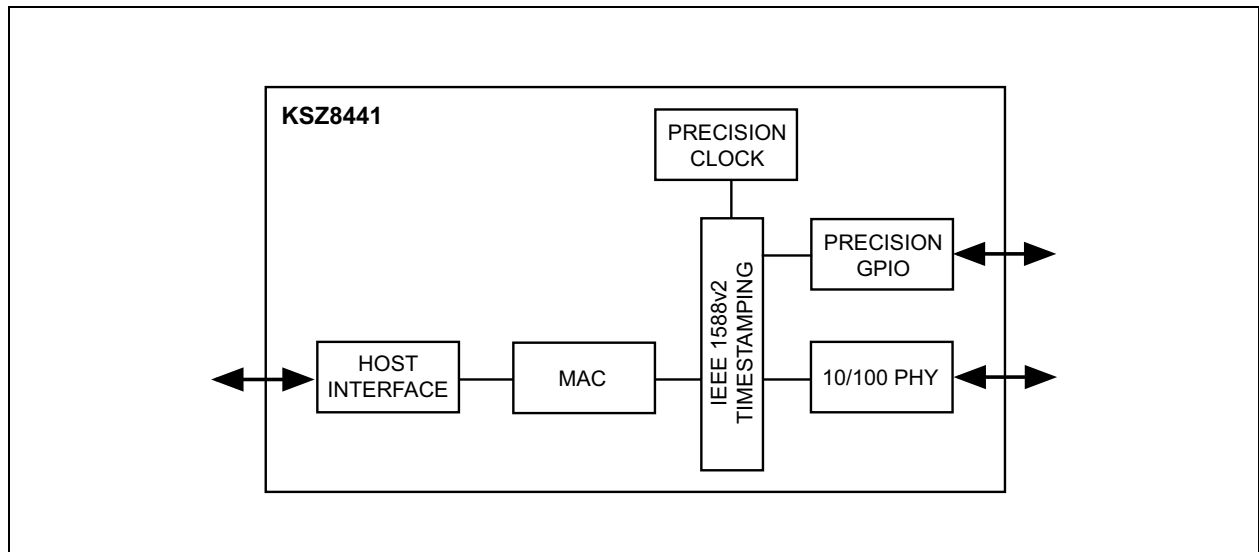 KSZ8441
PRECISION
CLOCK
PRECISION
GPIO
IEEE 1588v2
TIMESTAMPING
HOST
INTERFACE
MAC
10/100 PHY